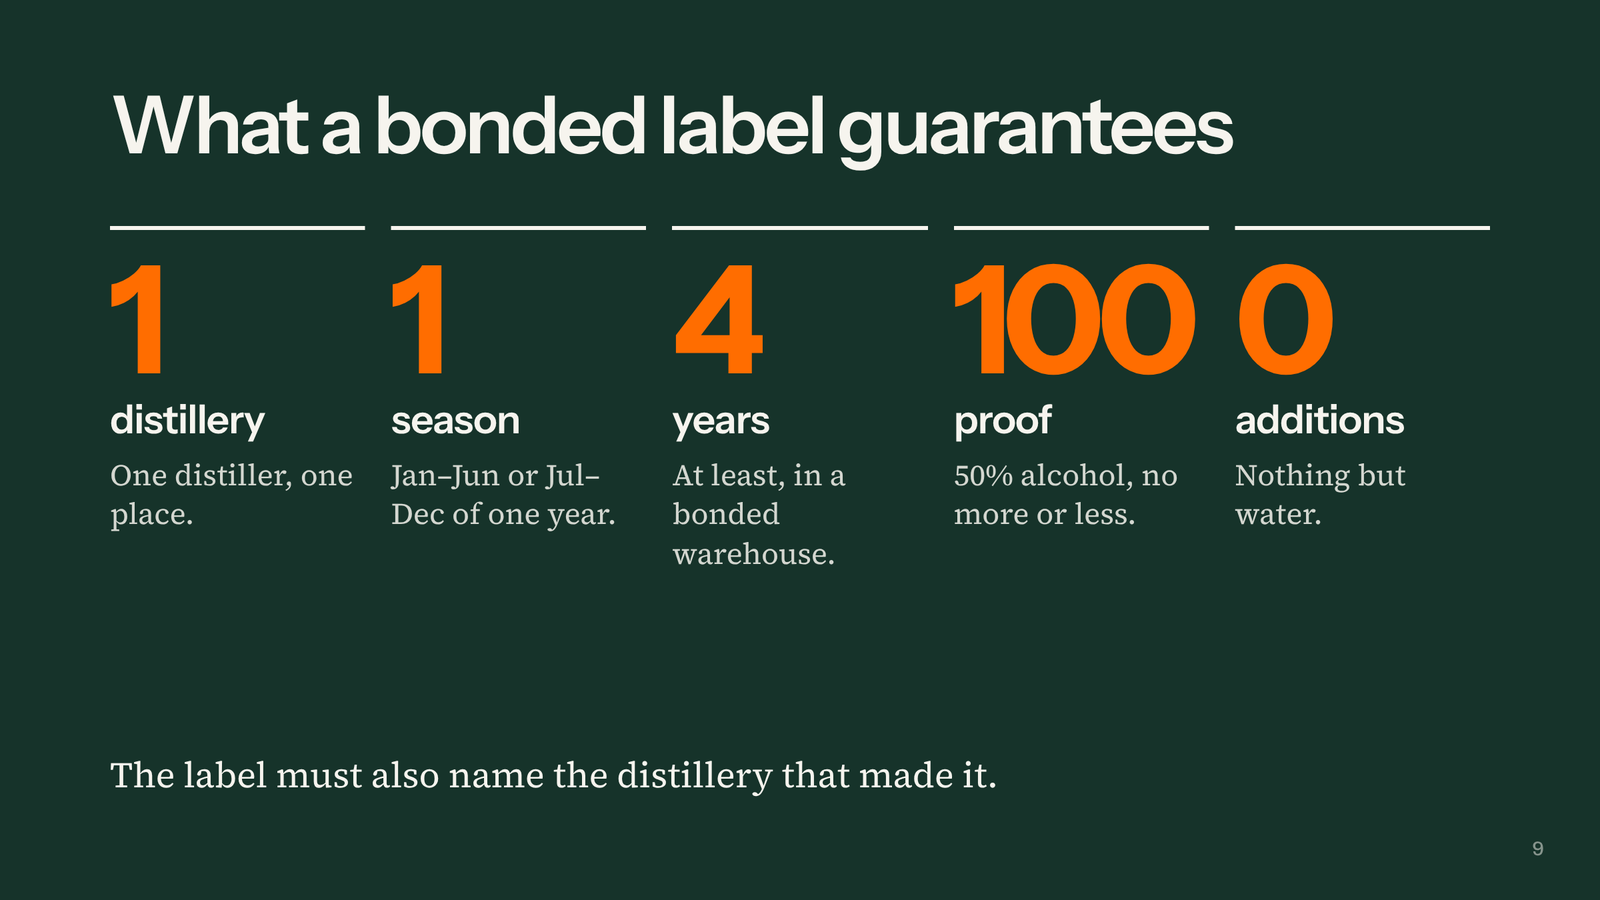 What a bonded label guarantees
1
distillery
One distiller, one
place.
1
season
Jan–Jun or Jul–
Dec of one year.
4
years
At least, in a
bonded
warehouse.
100
proof
50% alcohol, no
more or less.
0
additions
Nothing but
water.
The label must also name the distillery that made it.
9